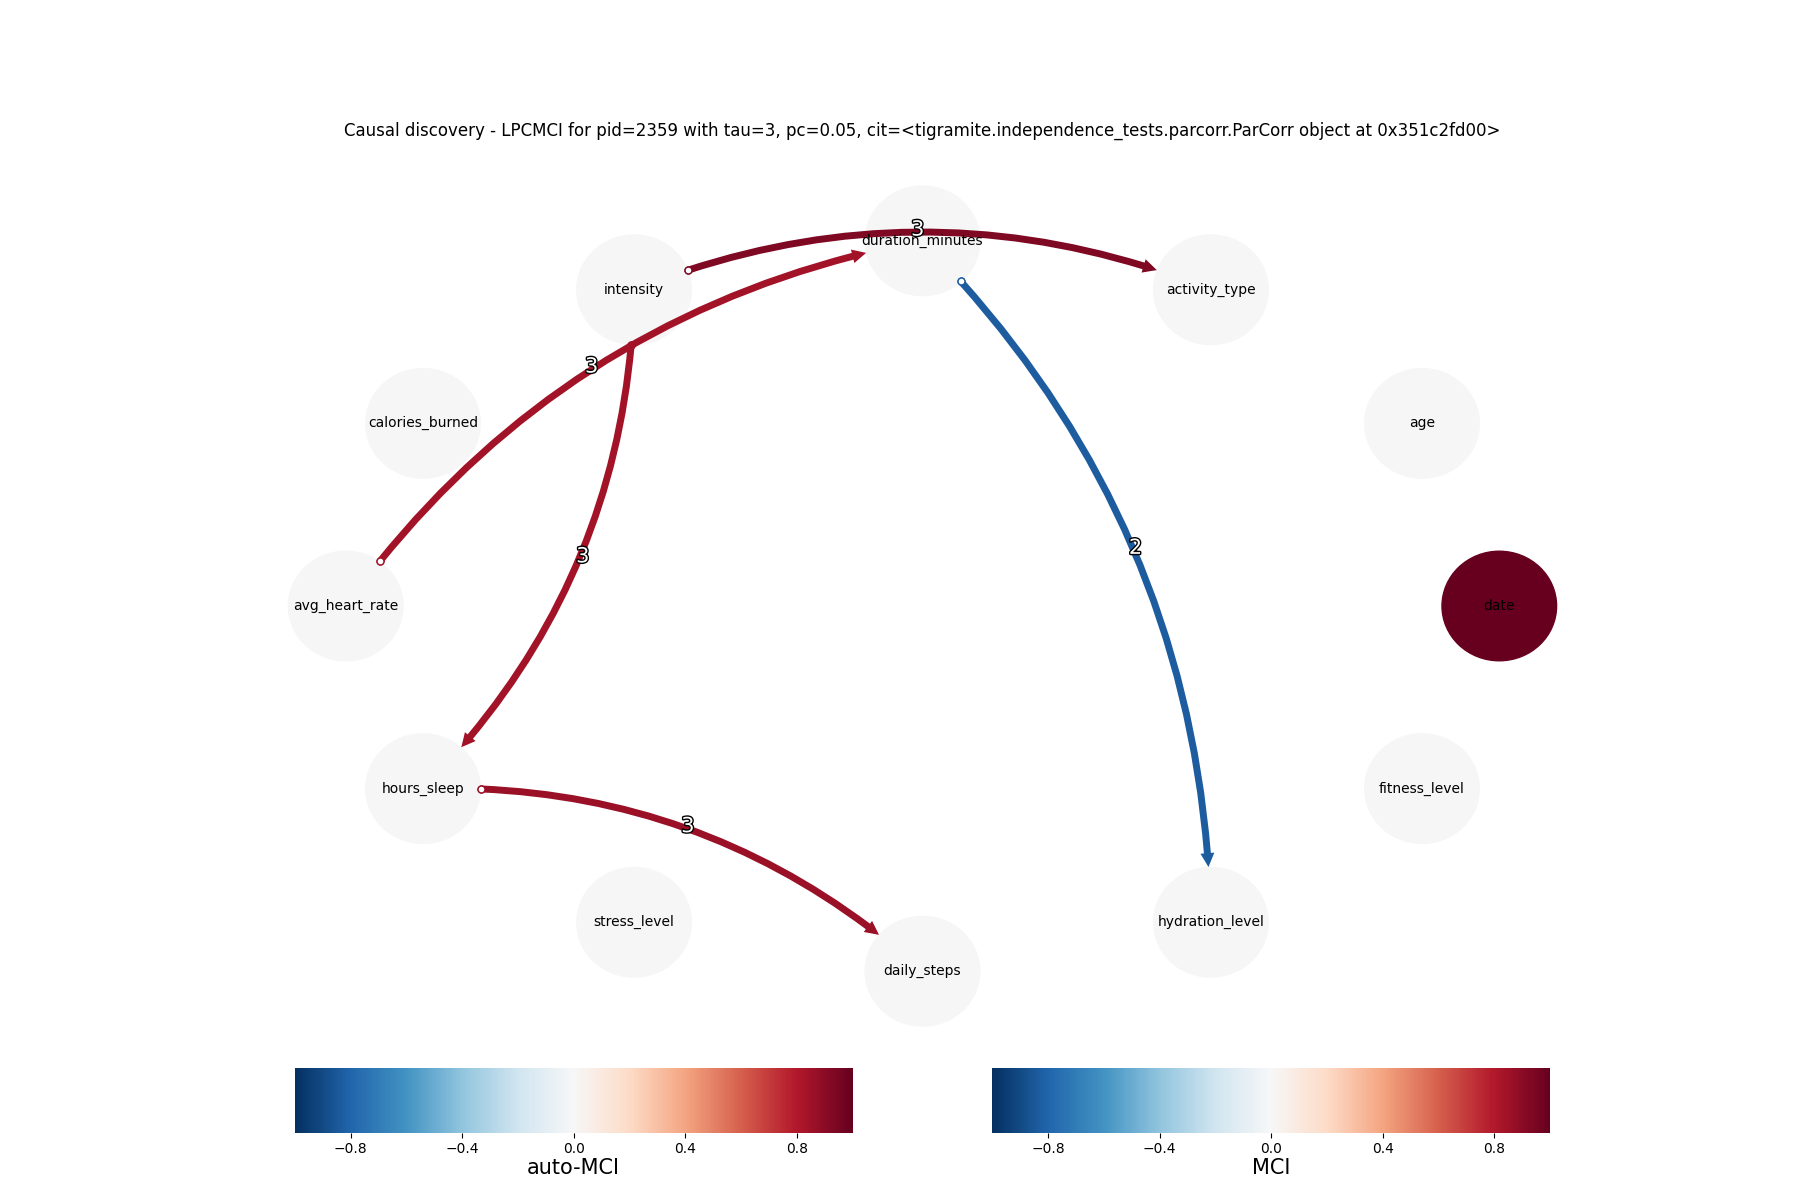 Causal discovery - LPCMCI for pid=2359 with tau=3, pc=0.05, cit=<tigramite.independence_tests.parcorr.ParCorr object at 0x351c2fd00>
3
duration_minutes
intensity
activity_type
3
calories_burned
age
3
2
avg_heart_rate
date
hours_sleep
fitness_level
3
stress_level
hydration_level
daily_steps
−0.8 −0.4 0.0 0.4 0.8
auto-MCI
−0.8 −0.4 0.0 0.4 0.8
MCI